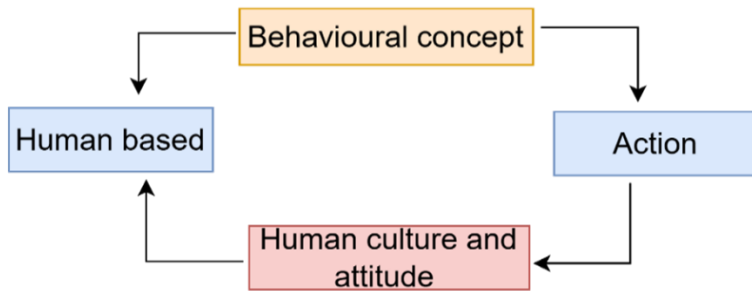 Behavioural concept
Human based
Action
Human culture and
attitude